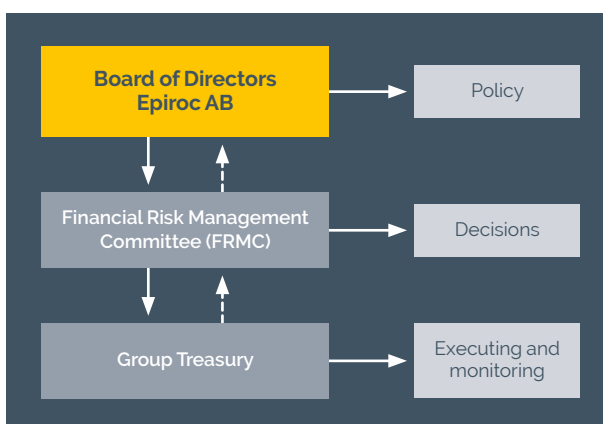 Board of Directors
Epiroc AB
Policy
Financial Risk Management
Committee (FRMC)
Decisions
Group Treasury
Executing and
monitoring